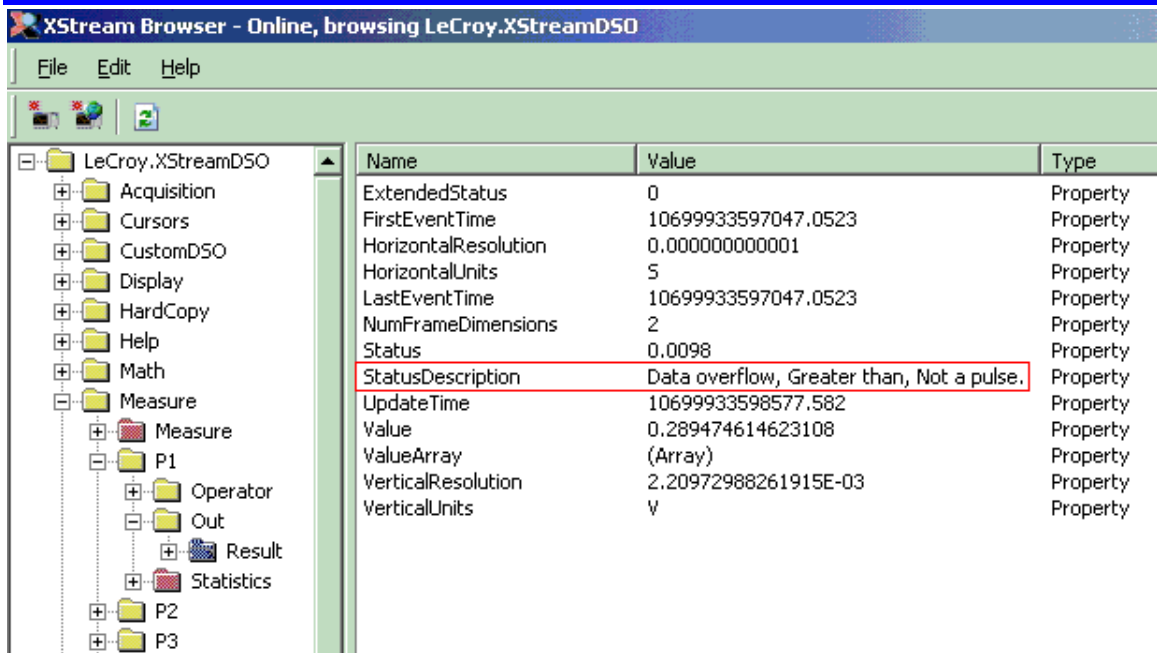 XStream Browser - Online, browsing LeCroy.XStreamDSO
File Edit Help
LeCroy.XStreamDSO
Acquisition
Cursors
CustomDSO
Display
HardCopy
Help
Math
Measure
Measure
P1
Operator
Out
Result
Statistics
P2
P3
Name Value Type
ExtendedStatus 0 Property
FirstEventTime 10699933597047.0523 Property
HorizontalResolution 0.000000000001 Property
HorizontalUnits S Property
LastEventTime 10699933597047.0523 Property
NumFrameDimensions 2 Property
Status 0.0098 Property
StatusDescription Data overflow, Greater than, Not a pulse. Property
UpdateTime 10699933598577.582 Property
Value 0.289474614623108 Property
ValueArray (Array) Property
VerticalResolution 2.20972988261915E-03 Property
VerticalUnits V Property